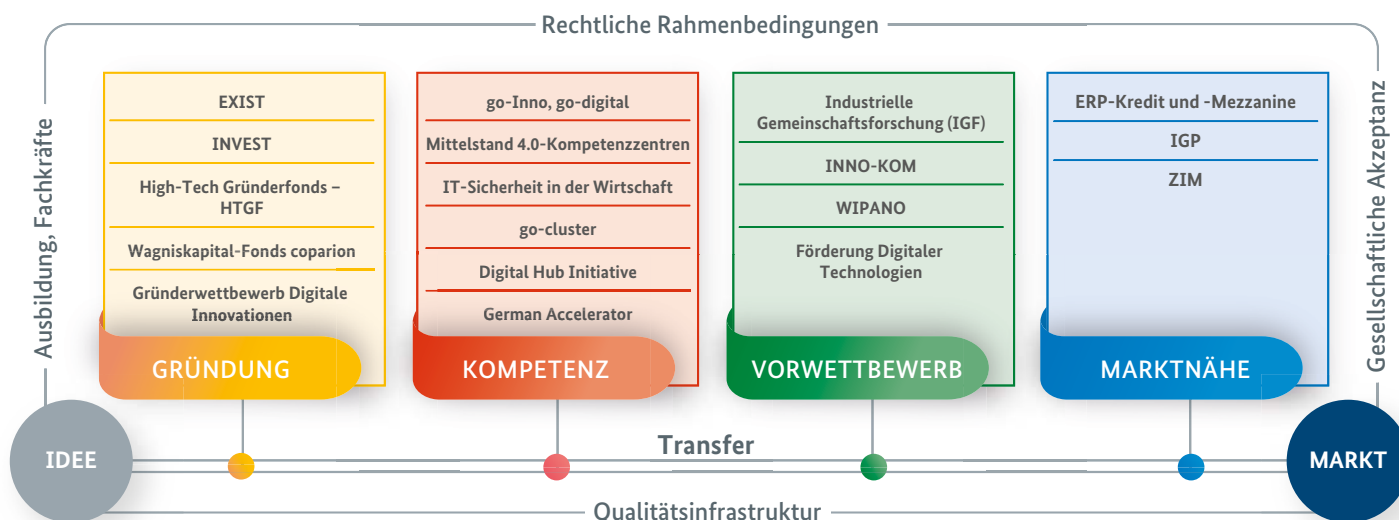 Rechtliche Rahmenbedingungen
Ausbildung, Fachkräfte
EXIST
INVEST
High-Tech Gründerfonds –
HTGF
Wagniskapital-Fonds coparion
Gründerwettbewerb Digitale
Innovationen
GRÜNDUNG
go-Inno, go-digital
Mittelstand 4.0-Kompetenzzentren
IT-Sicherheit in der Wirtschaft
go-cluster
Digital Hub Initiative
German Accelerator
KOMPETENZ
Industrielle
Gemeinschaftsforschung (IGF)
INNO-KOM
WIPANO
Förderung Digitaler
Technologien
VORWETTBEWERB
ERP-Kredit und -Mezzanine
IGP
ZIM
MARKTNÄHE
Gesellschaftliche Akzeptanz
IDEE
Transfer
MARKT
Qualitätsinfrastruktur